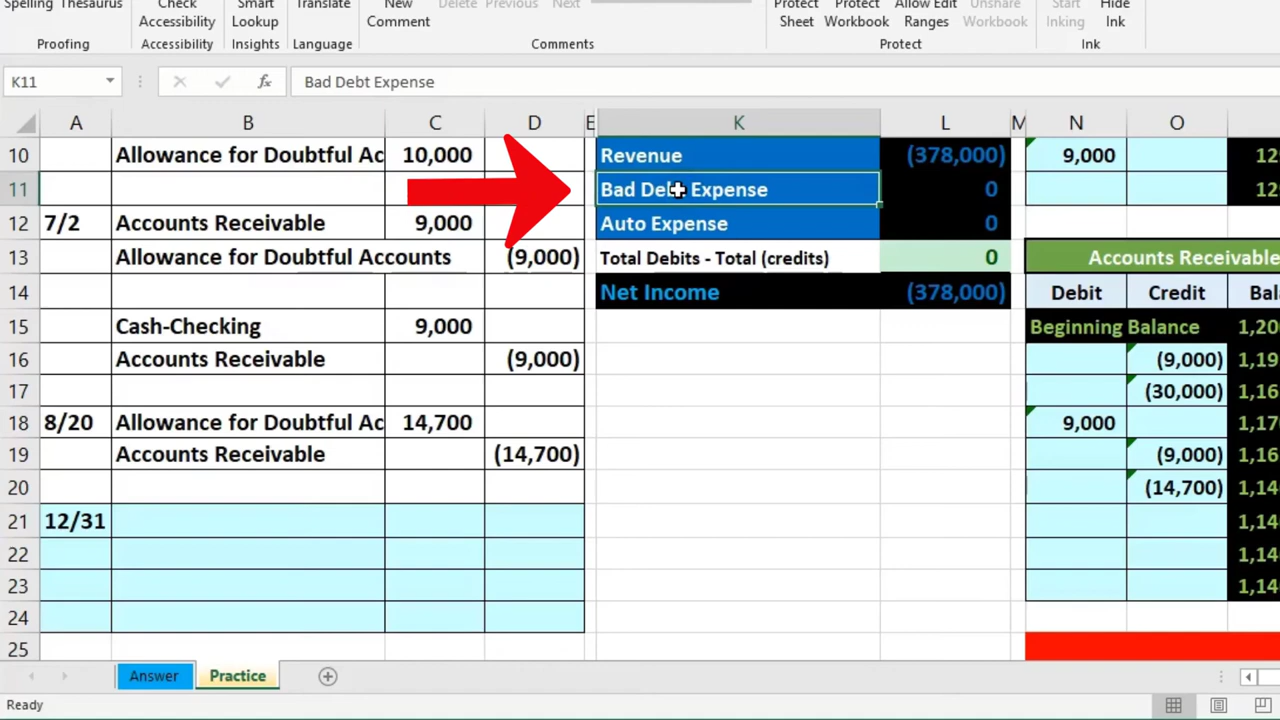 Spelling Thesaurus
Check Accessibility
Smart Lookup
Translate
New Comment
Delete Previous Next
Protect Sheet
Protect Workbook
Allow Edit Ranges
Unshare Workbook
Start Inking
Hide Ink
Proofing Accessibility Insights Language Comments Protect Ink
K11 fx Bad Debt Expense
A B C D E K L M N O
10 Allowance for Doubtful Ac 10,000 Revenue (378,000) 9,000
11 Bad Debt Expense 0
12 7/2 Accounts Receivable 9,000 Auto Expense 0
13 Allowance for Doubtful Accounts (9,000) Total Debits - Total (credits) 0 Accounts Receivable
14 Net Income (378,000) Debit Credit Bal
15 Cash-Checking 9,000 Beginning Balance 1,20
16 Accounts Receivable (9,000) (9,000) 1,19
17 (30,000) 1,16
18 8/20 Allowance for Doubtful Ac 14,700 9,000 1,17
19 Accounts Receivable (14,700) (9,000) 1,16
20 (14,700) 1,14
21 12/31 1,14
22 1,14
23 1,14
24
25
Answer Practice
Ready